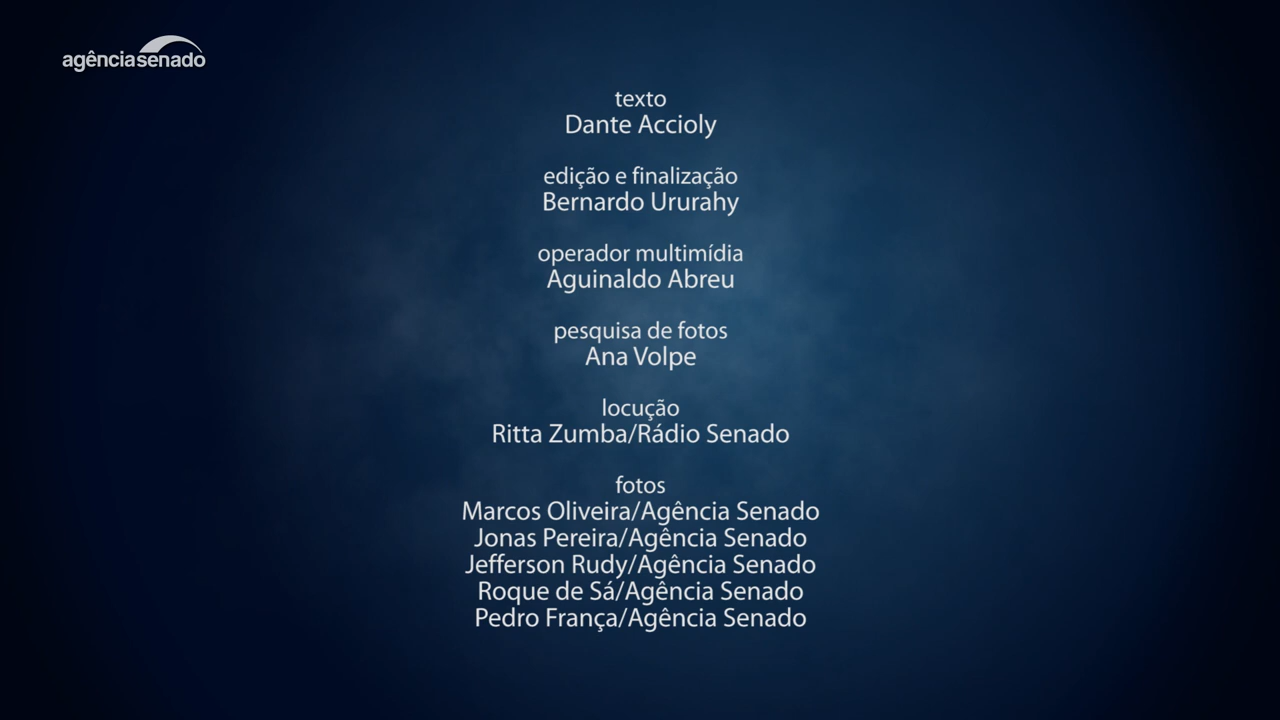 agênciasenado
texto
Dante Accioly
edição e finalização
Bernardo Ururahy
operador multimídia
Aguinaldo Abreu
pesquisa de fotos
Ana Volpe
locução
Ritta Zumba/Rádio Senado
fotos
Marcos Oliveira/Agência Senado
Jonas Pereira/Agência Senado
Jefferson Rudy/Agência Senado
Roque de Sá/Agência Senado
Pedro França/Agência Senado